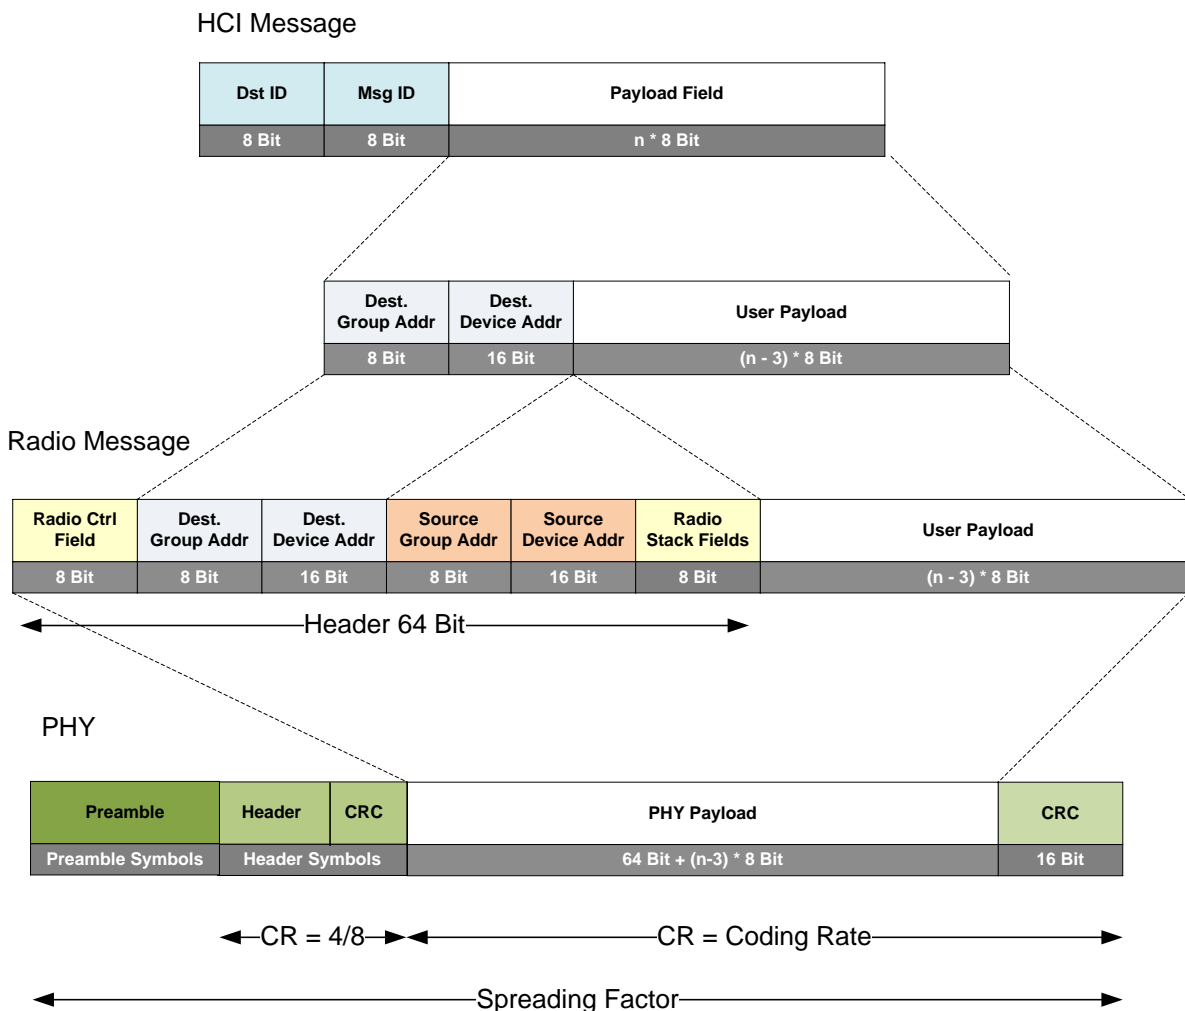 HCI Message
Dst ID Msg ID Payload Field
8 Bit 8 Bit n * 8 Bit
Dest. Dest. User Payload
Group Addr Device Addr
8 Bit 16 Bit (n - 3) * 8 Bit
Radio Message
Radio Ctrl Dest. Dest. Source Source Radio User Payload
Field Group Addr Device Addr Group Addr Device Addr Stack Fields
8 Bit 8 Bit 16 Bit 8 Bit 16 Bit 8 Bit (n - 3) * 8 Bit
Header 64 Bit
PHY
Preamble Header CRC PHY Payload CRC
Preamble Symbols Header Symbols 64 Bit + (n-3) * 8 Bit 16 Bit
CR = 4/8 CR = Coding Rate
Spreading Factor